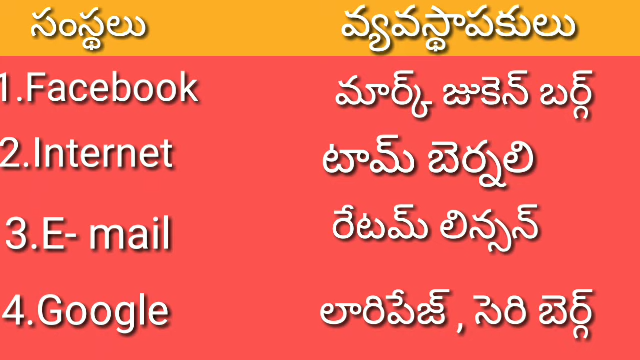 సంస్థలు వ్యవస్థాపకులు
1.Facebook మార్క్ జుకెన్ బర్గ్
2.Internet టామ్ బెర్నలి
3.E- mail రేటమ్ లిన్సన్
4.Google లారిపేజ్ , సెరి బెర్గ్